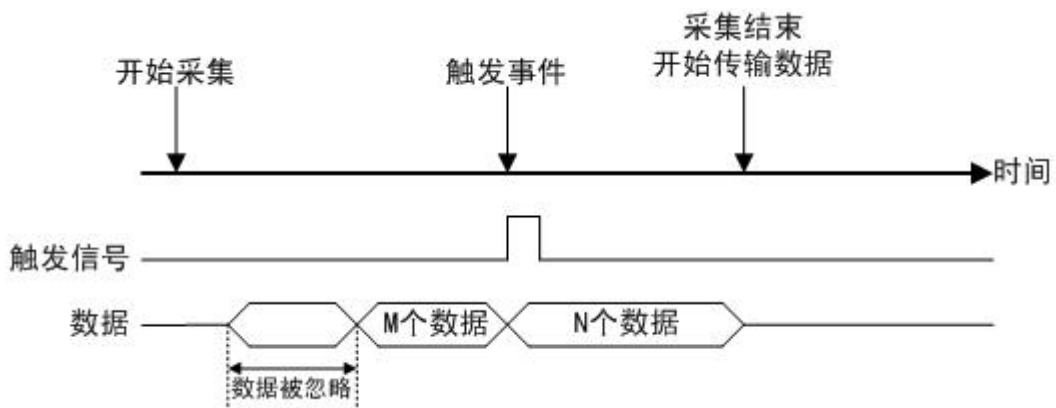 采集结束
开始采集
触发事件
开始传输数据
时间
触发信号
数据
M个数据
N个数据
数据被忽略